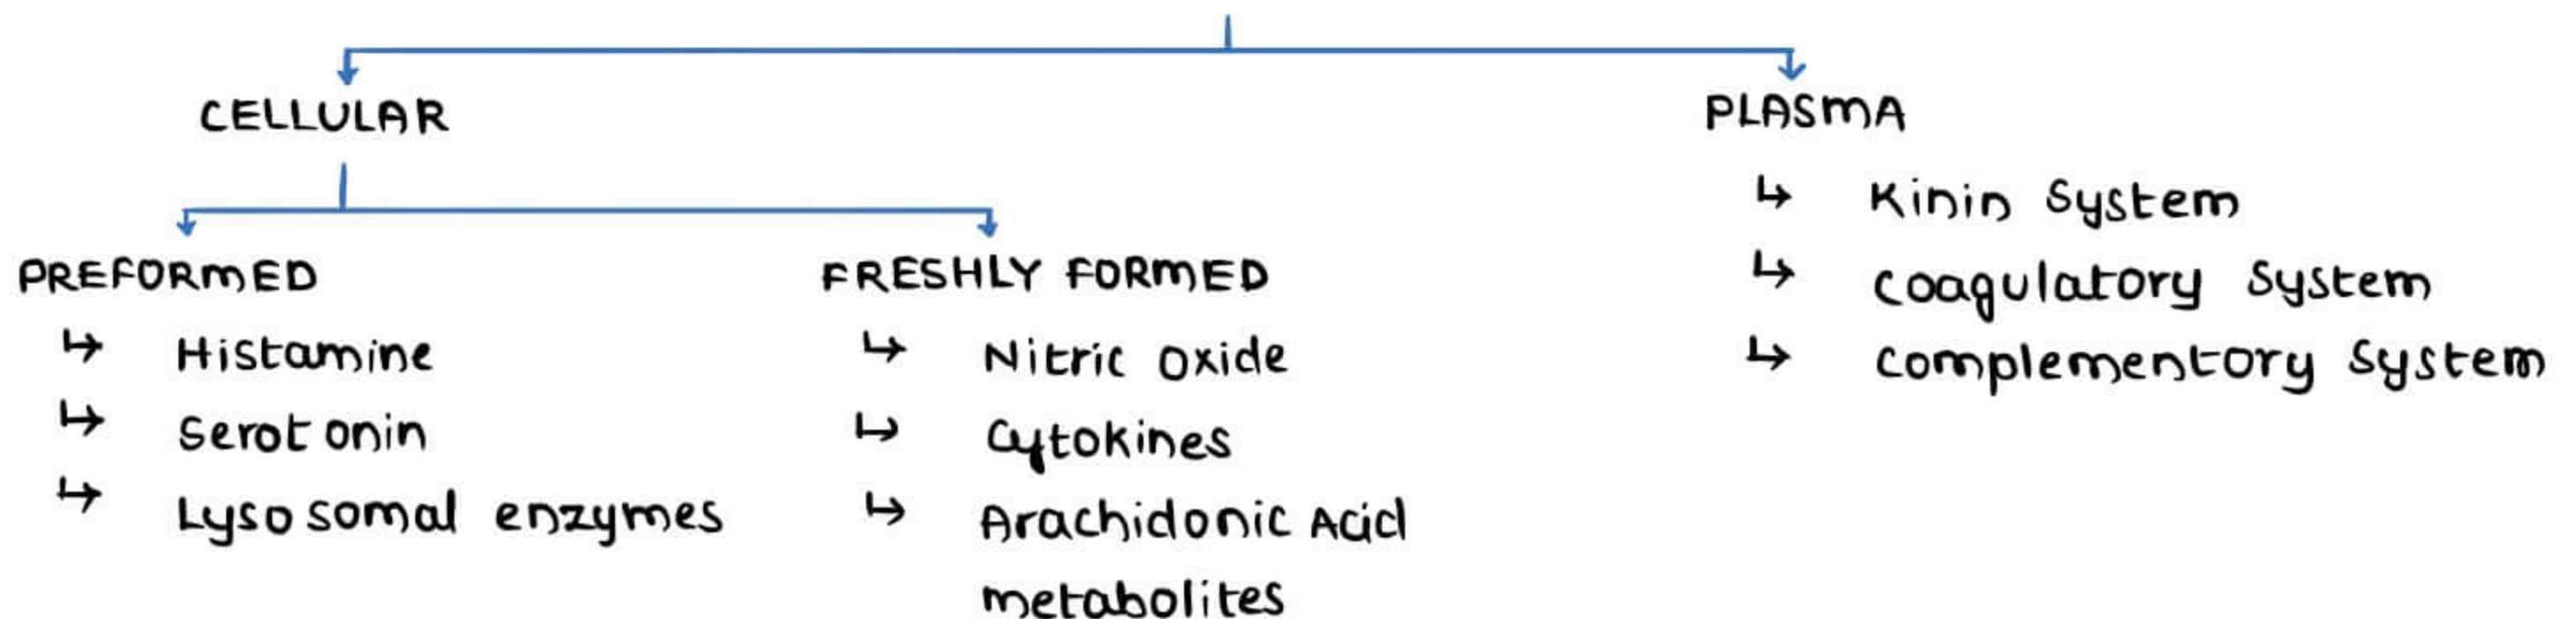 CELLULAR
PLASMA
PREFORMED
Histamine
Serotonin
Lysosomal enzymes
FRESHLY FORMED
Nitric oxide
Cytokines
Arachidonic Acid
metabolites
Kinin System
Coagulatory System
Complementory System